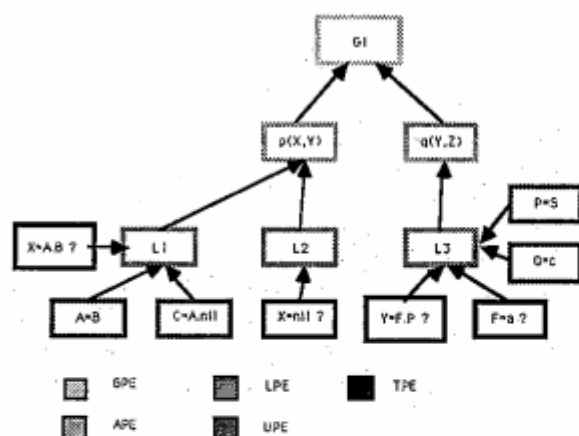 G1
p(X,Y)
q(Y,Z)
P=S
X=A.B ?
L1
L2
L3
Q=c
A=B
C=A.nil
X=nil ?
Y=F.P ?
F=a ?
GPE
LPE
TPE
APE
UPE